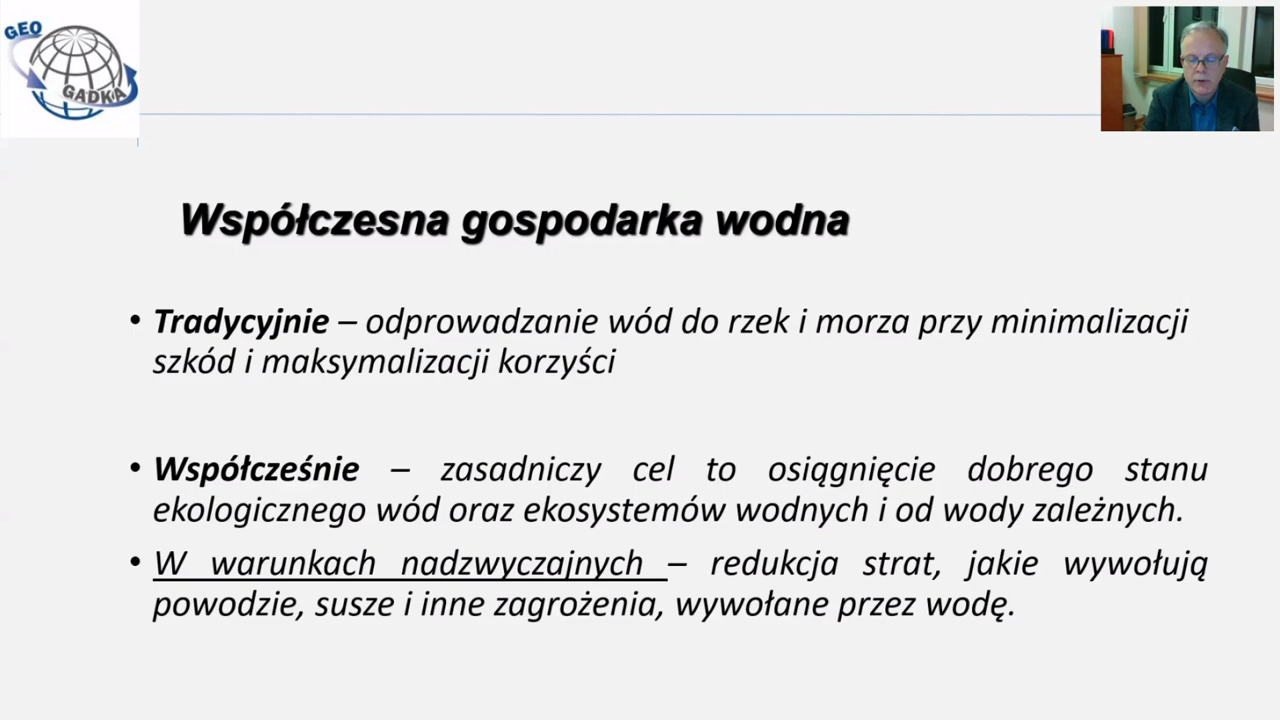 GEO
GADKA
Współczesna gospodarka wodna
• Tradycyjnie – odprowadzanie wód do rzek i morza przy minimalizacji
szkód i maksymalizacji korzyści
• Współcześnie – zasadniczy cel to osiągnięcie dobrego stanu
ekologicznego wód oraz ekosystemów wodnych i od wody zależnych.
• W warunkach nadzwyczajnych – redukcja strat, jakie wywołują
powodzie, susze i inne zagrożenia, wywołane przez wodę.